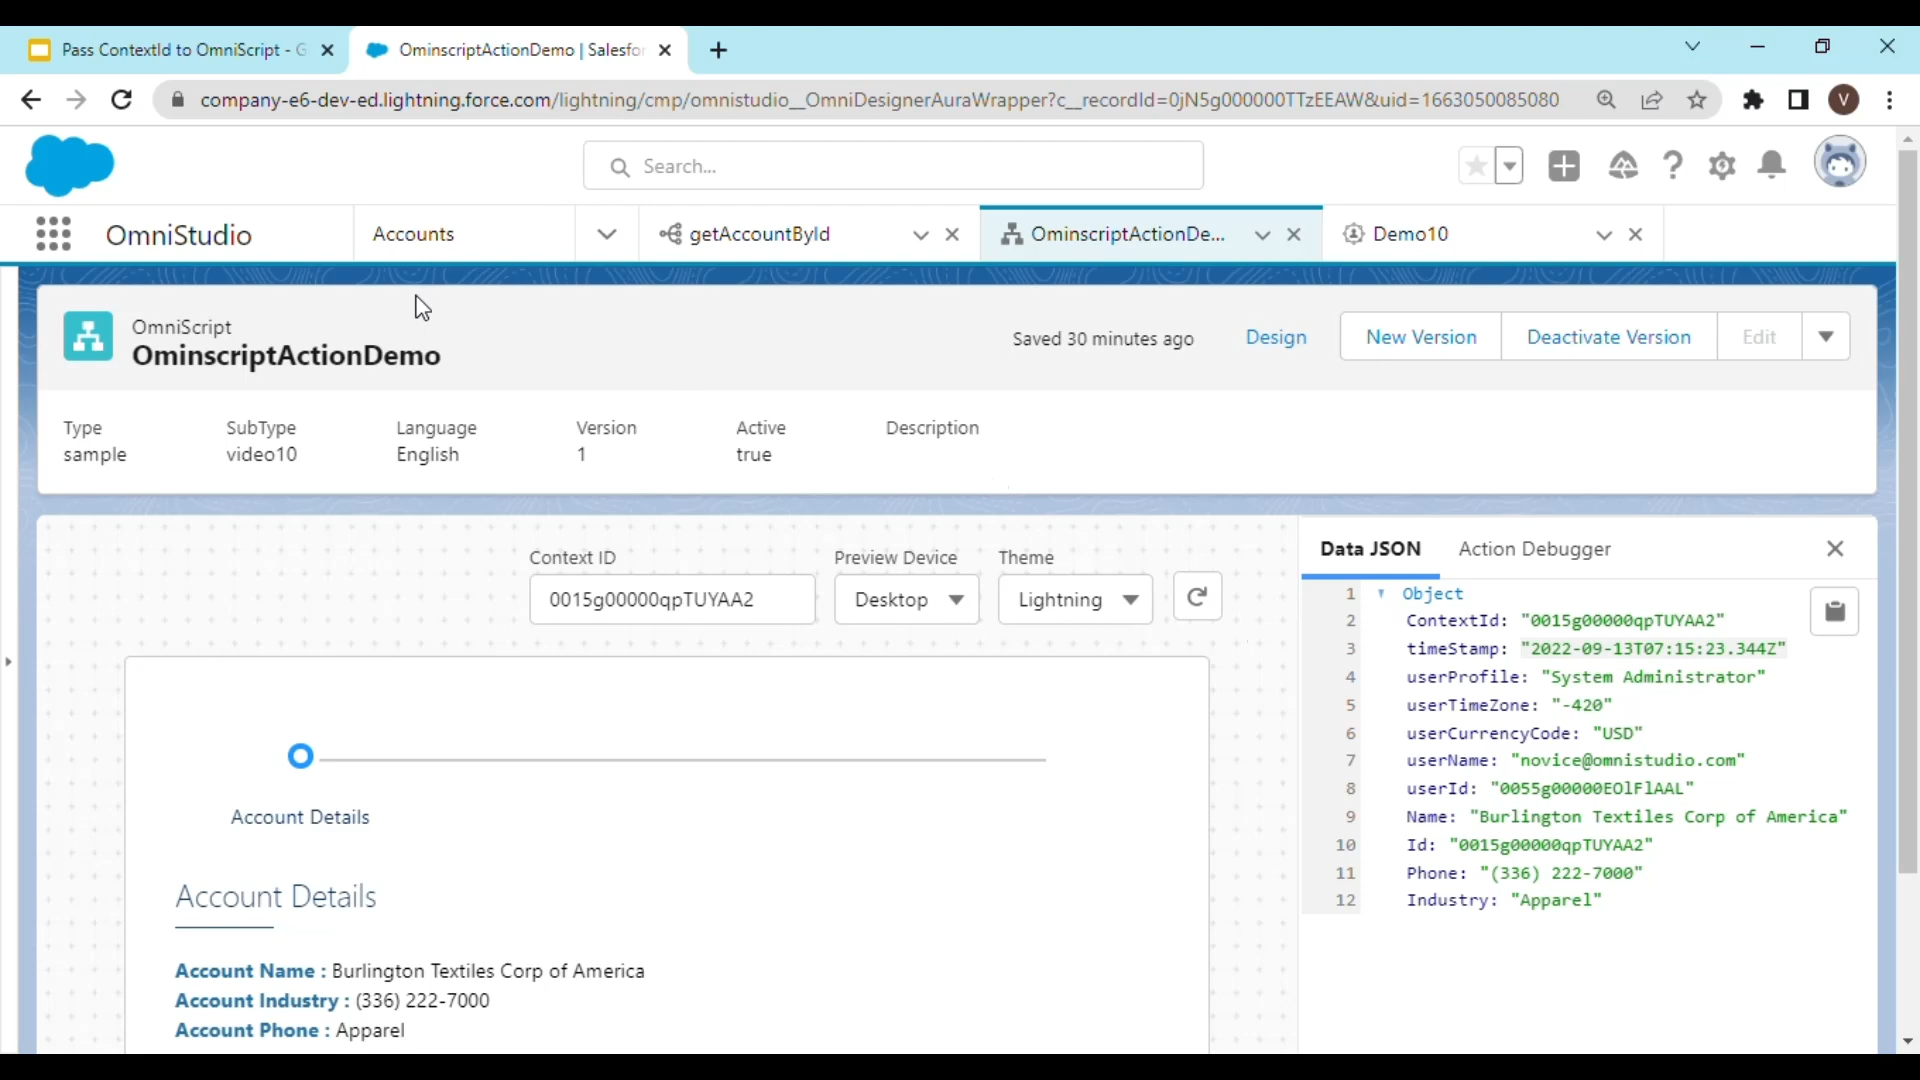 Pass ContextId to OmniScript - G
OminscriptActionDemo | Salesfor
company-e6-dev-ed.lightning.force.com/lightning/cmp/omnistudio__OmniDesignerAuraWrapper?c__recordId=0jN5g000000TTzEEAW&uid=1663050085080
V
Search...
OmniStudio
Accounts
getAccountById
OminscriptActionDe...
Demo10
OmniScript
OminscriptActionDemo
Saved 30 minutes ago
Design
New Version
Deactivate Version
Edit
Type
SubType
Language
Version
Active
Description
sample
video10
English
1
true
Context ID
Preview Device
Theme
0015g00000qpTUYAA2
Desktop
Lightning
Data JSON
Action Debugger
1 Object
2 ContextId: "0015g00000qpTUYAA2"
3 timeStamp: "2022-09-13T07:15:23.344Z"
4 userProfile: "System Administrator"
5 userTimeZone: "-420"
6 userCurrencyCode: "USD"
7 userName: "novice@omnistudio.com"
8 userId: "0055g00000EOlFlAAL"
9 Name: "Burlington Textiles Corp of America"
10 Id: "0015g00000qpTUYAA2"
11 Phone: "(336) 222-7000"
12 Industry: "Apparel"
Account Details
Account Details
Account Name : Burlington Textiles Corp of America
Account Industry : (336) 222-7000
Account Phone : Apparel